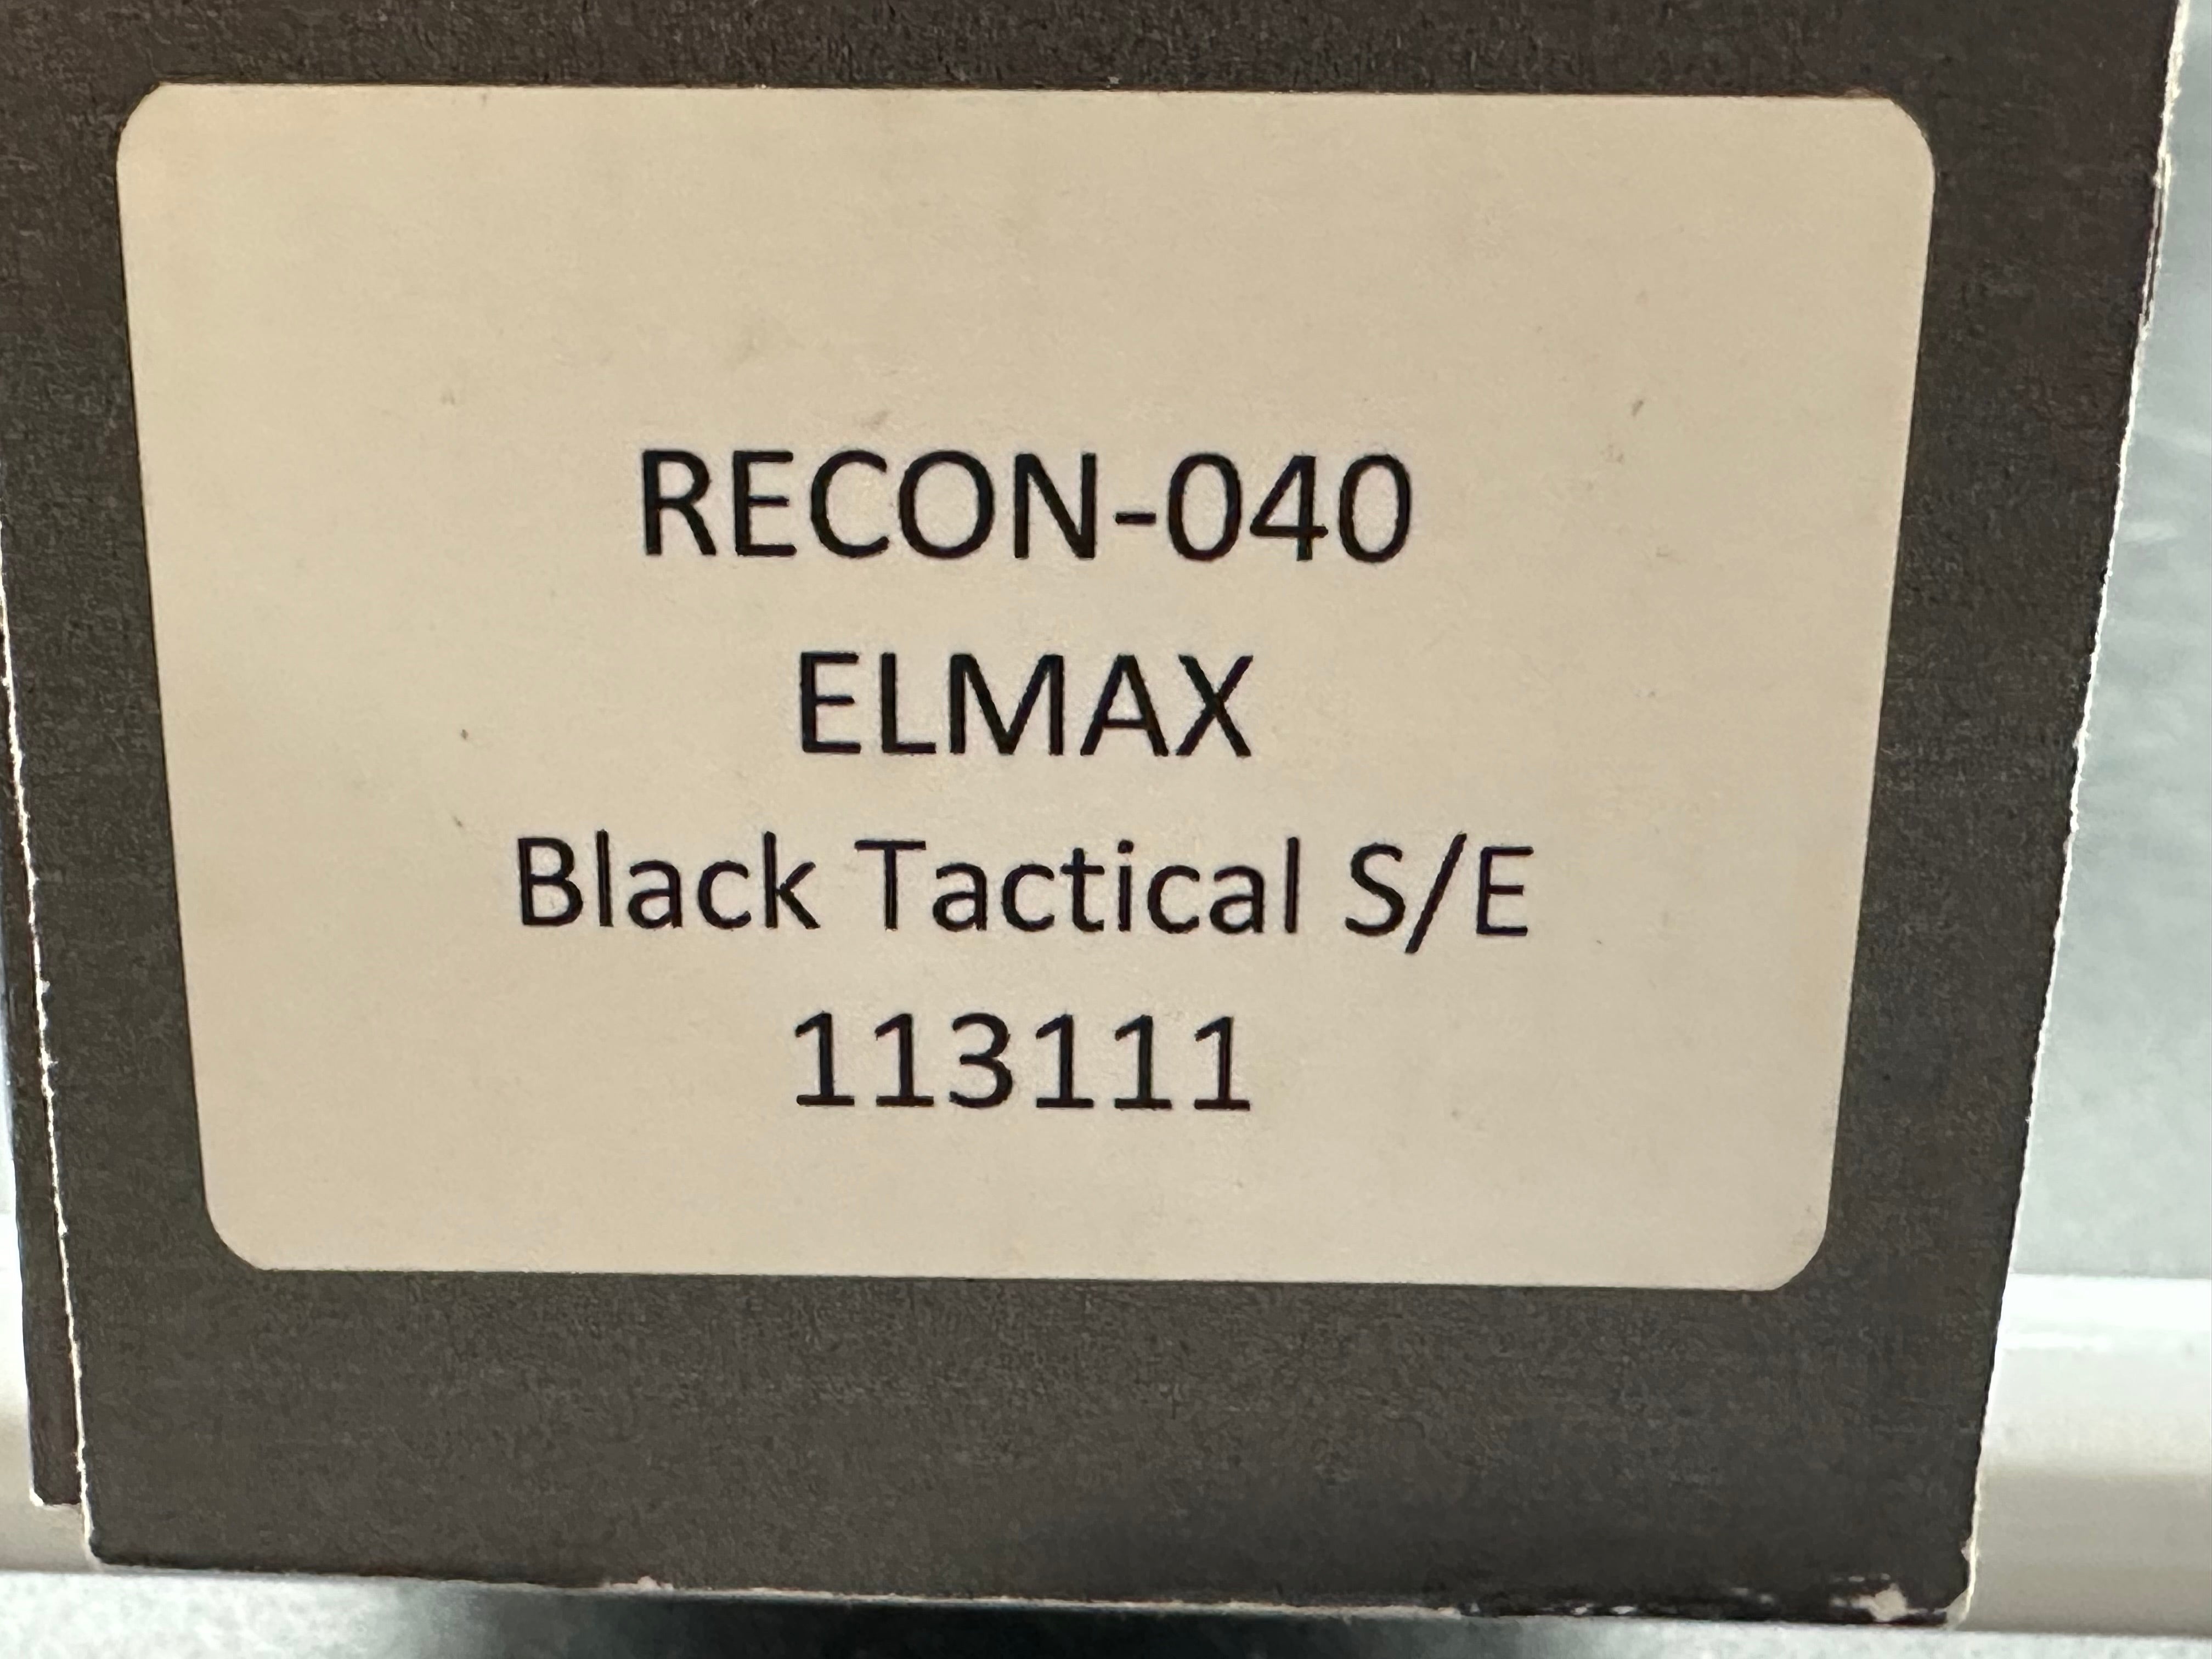 RECON-040
ELMAX
Black Tactical S/E
113111